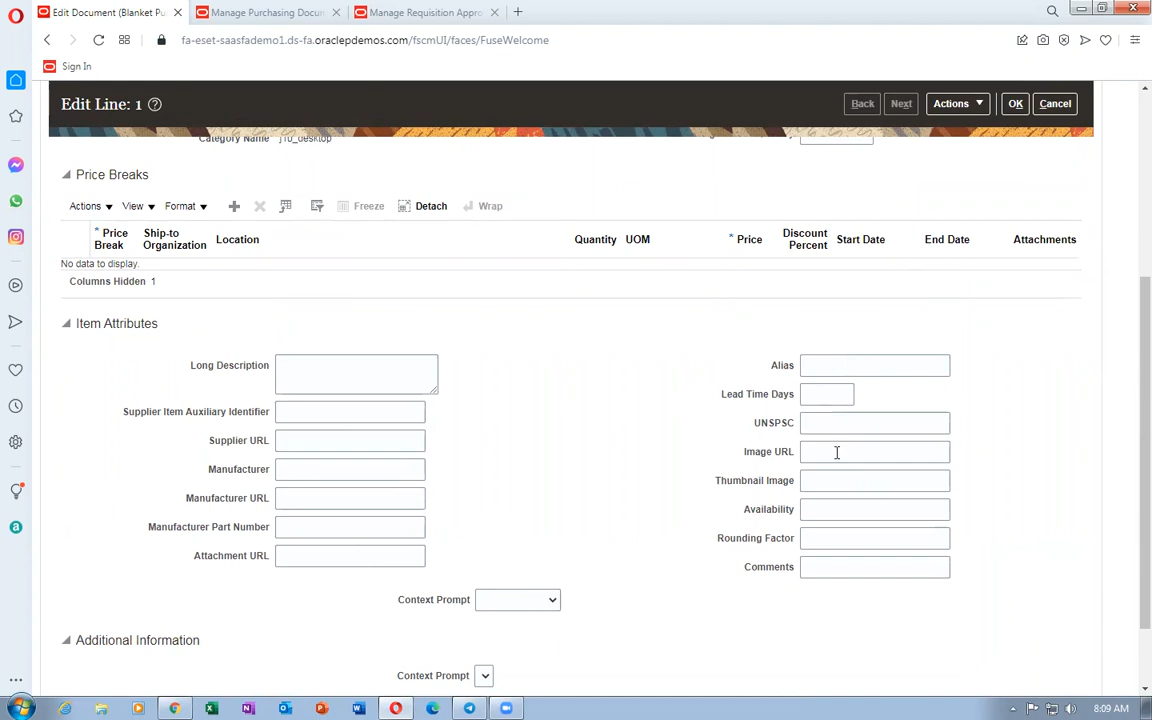 Edit Document (Blanket Pu
Manage Purchasing Docu
Manage Requisition Appro
fa-eset-saasfademo1.ds-fa.oraclepdemos.com/fscmUI/faces/FuseWelcome
Sign In
Edit Line: 1
Back Next Actions OK Cancel
Category Name
Price Breaks
Actions View Format Freeze Detach Wrap
* Price Break Ship-to Organization Location Quantity UOM * Price Discount Percent Start Date End Date Attachments
No data to display.
Columns Hidden 1
Item Attributes
Long Description
Supplier Item Auxiliary Identifier
Supplier URL
Manufacturer
Manufacturer URL
Manufacturer Part Number
Attachment URL
Alias
Lead Time Days
UNSPSC
Image URL
Thumbnail Image
Availability
Rounding Factor
Comments
Context Prompt
Additional Information
Context Prompt
8:09 AM